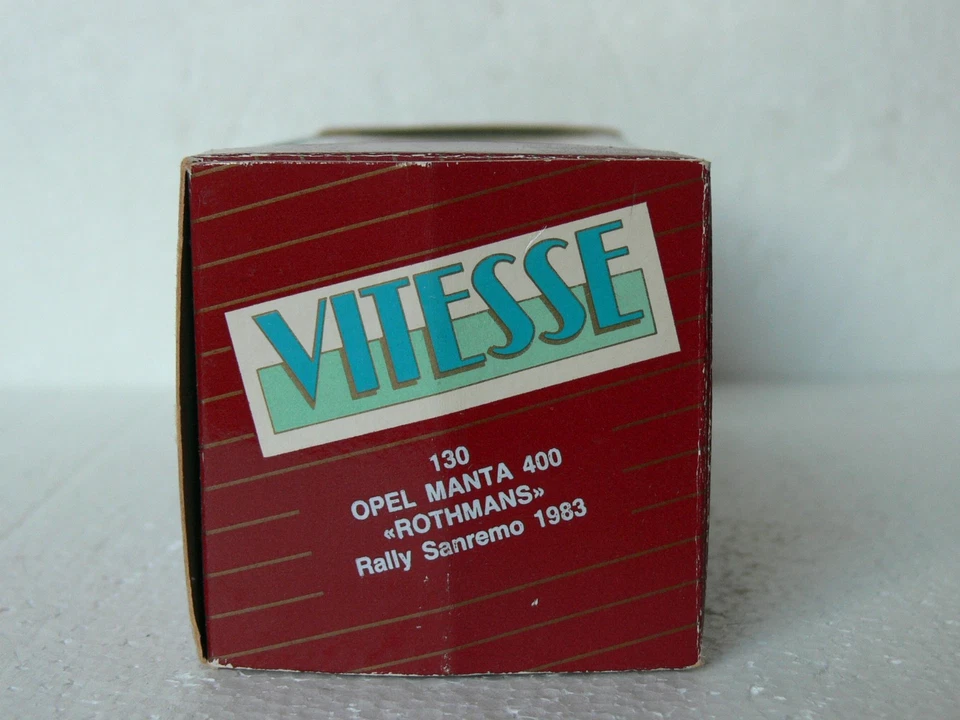 VITESSE
130
OPEL MANTA 400
«ROTHMANS»
Rally Sanremo 1983